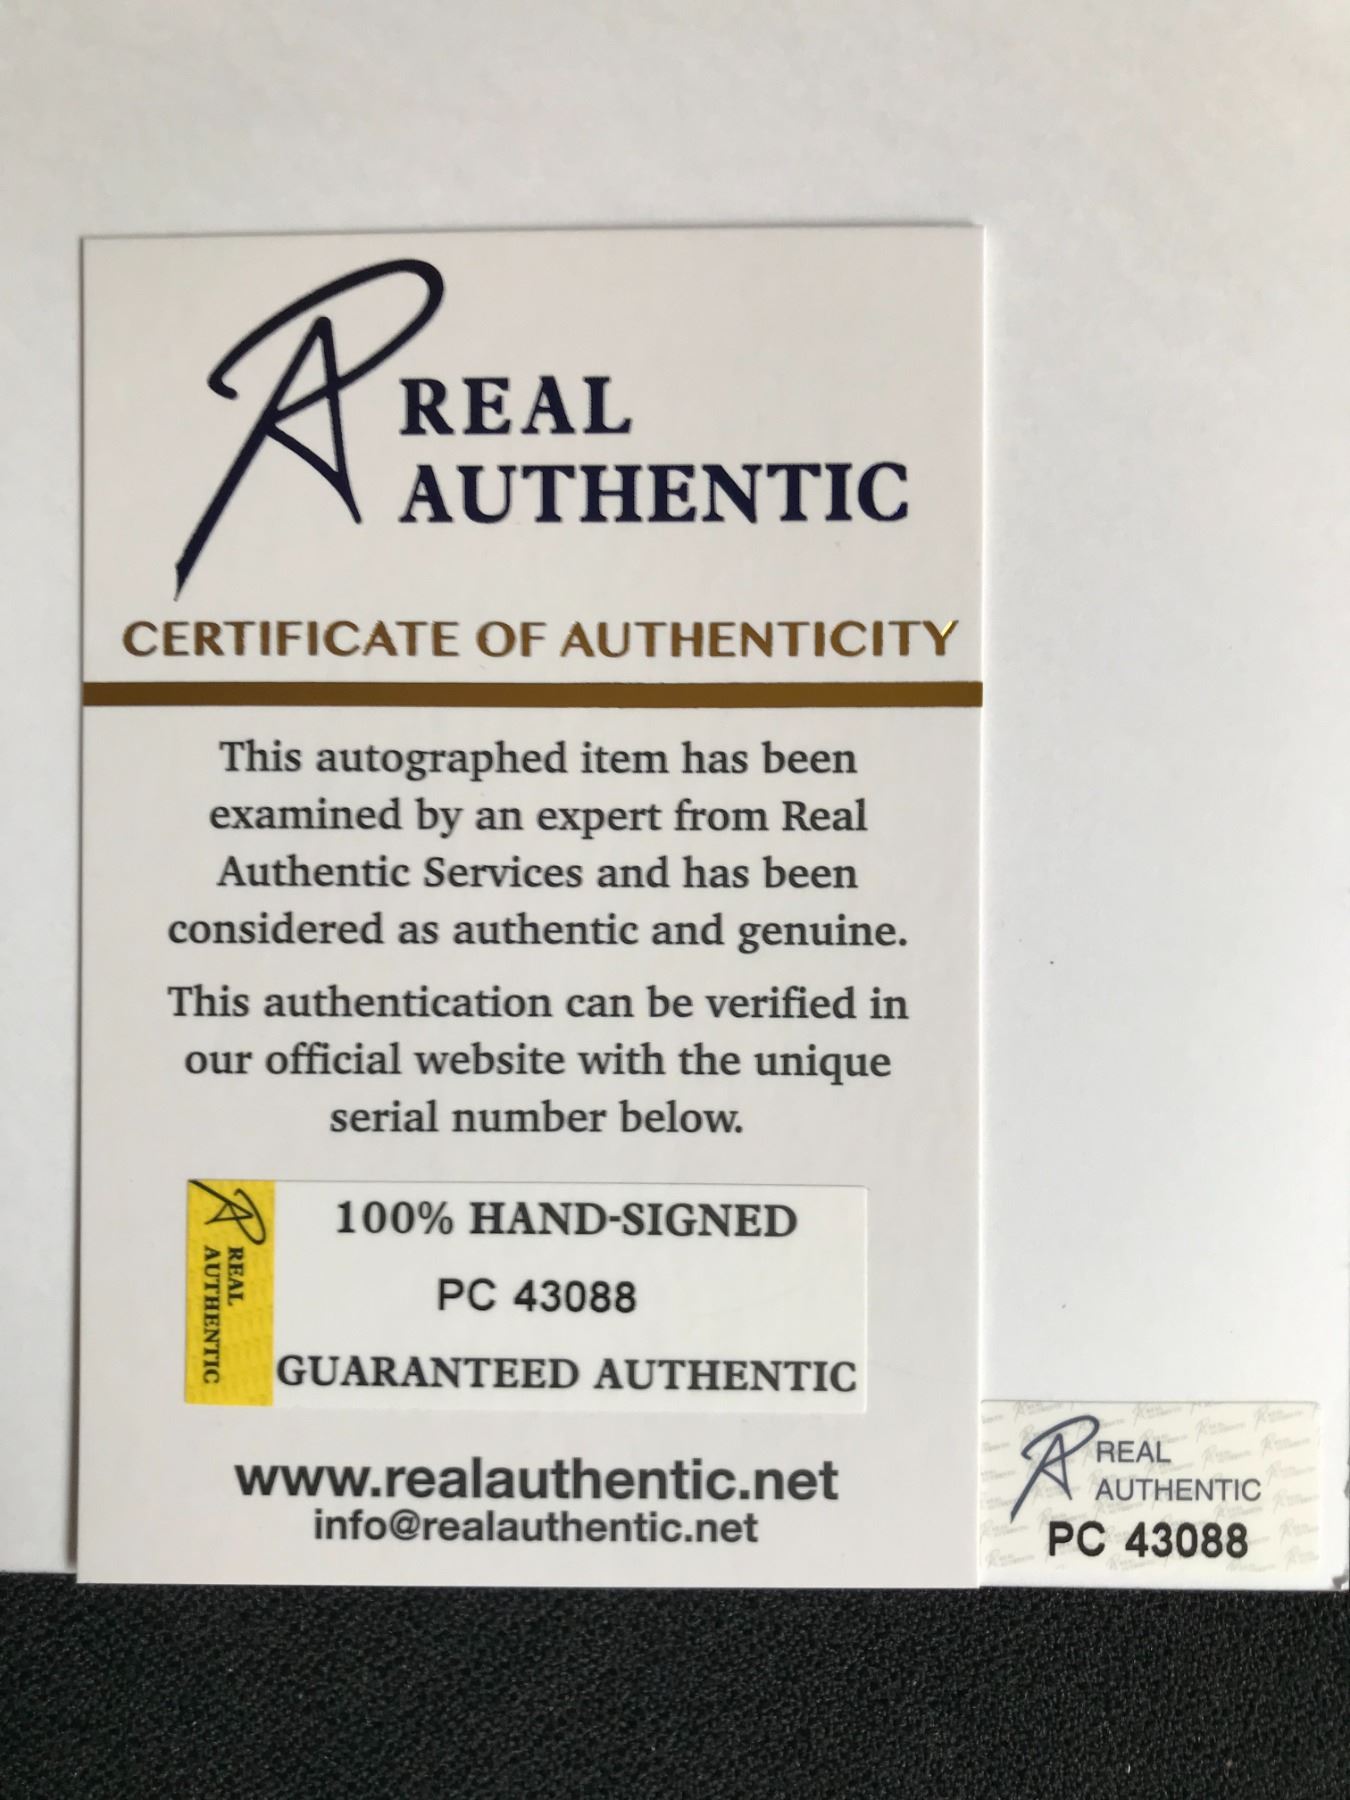 REAL
AUTHENTIC
CERTIFICATE OF AUTHENTICITY
This autographed item has been
examined by an expert from Real
Authentic Services and has been
considered as authentic and genuine.
This authentication can be verified in
our official website with the unique
serial number below.
REAL
AUTHENTIC
100% HAND-SIGNED
PC 43088
GUARANTEED AUTHENTIC
www.realauthentic.net
info@realauthentic.net
REAL
AUTHENTIC
PC 43088